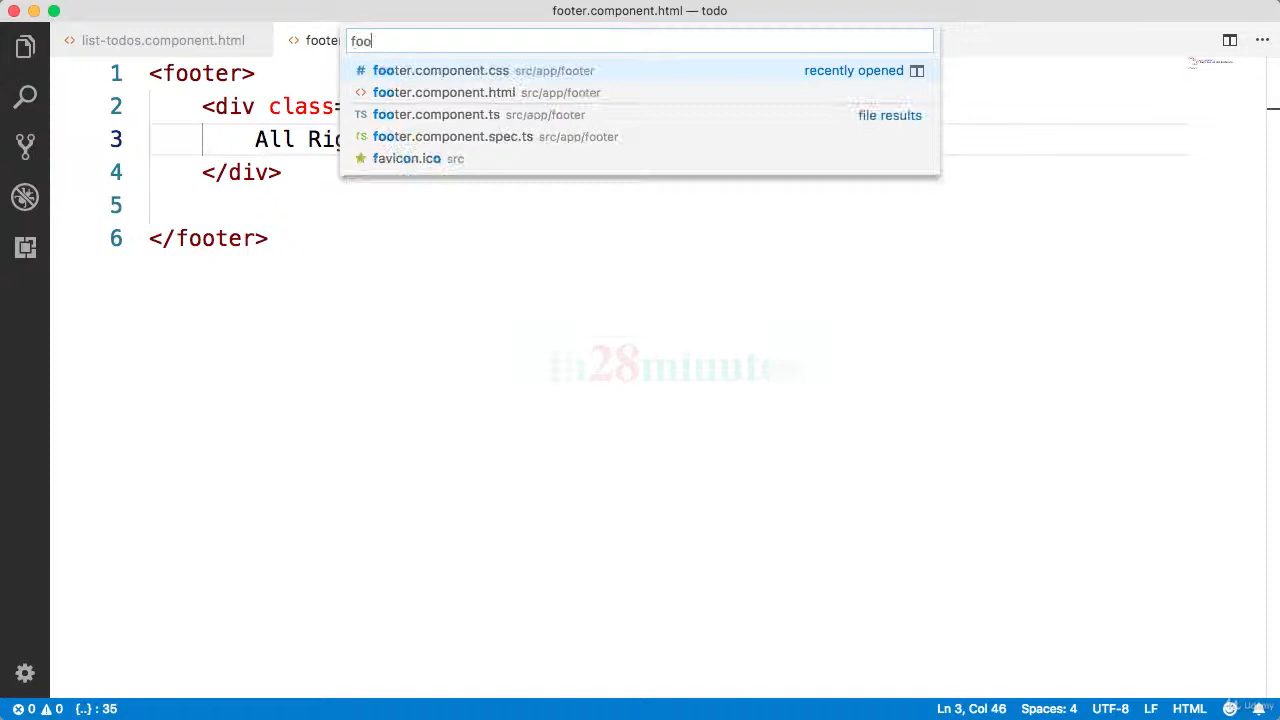 footer.component.html — todo
list-todos.component.html
foote
foo
footer.component.css src/app/footer recently opened
footer.component.html src/app/footer
footer.component.ts src/app/footer file results
footer.component.spec.ts src/app/footer
favicon.ico src
1 <footer>
2 <div class=
3 All Rig
4 </div>
5
6 </footer>
28minutes
0 0 {..} : 35 Ln 3, Col 46 Spaces: 4 UTF-8 LF HTML
Udemy